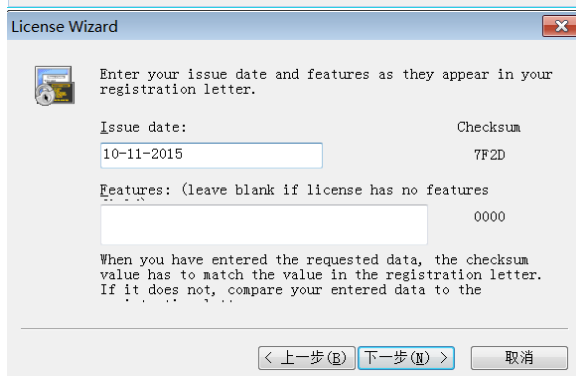 License Wizard
Enter your issue date and features as they appear in your
registration letter.
Issue date:
Checksum
10-11-2015
7F2D
Features: (leave blank if license has no features
0000
When you have entered the requested data, the checksum
value has to match the value in the registration letter.
If it does not, compare your entered data to the
< 上一步(B)
下一步(N) >
取消